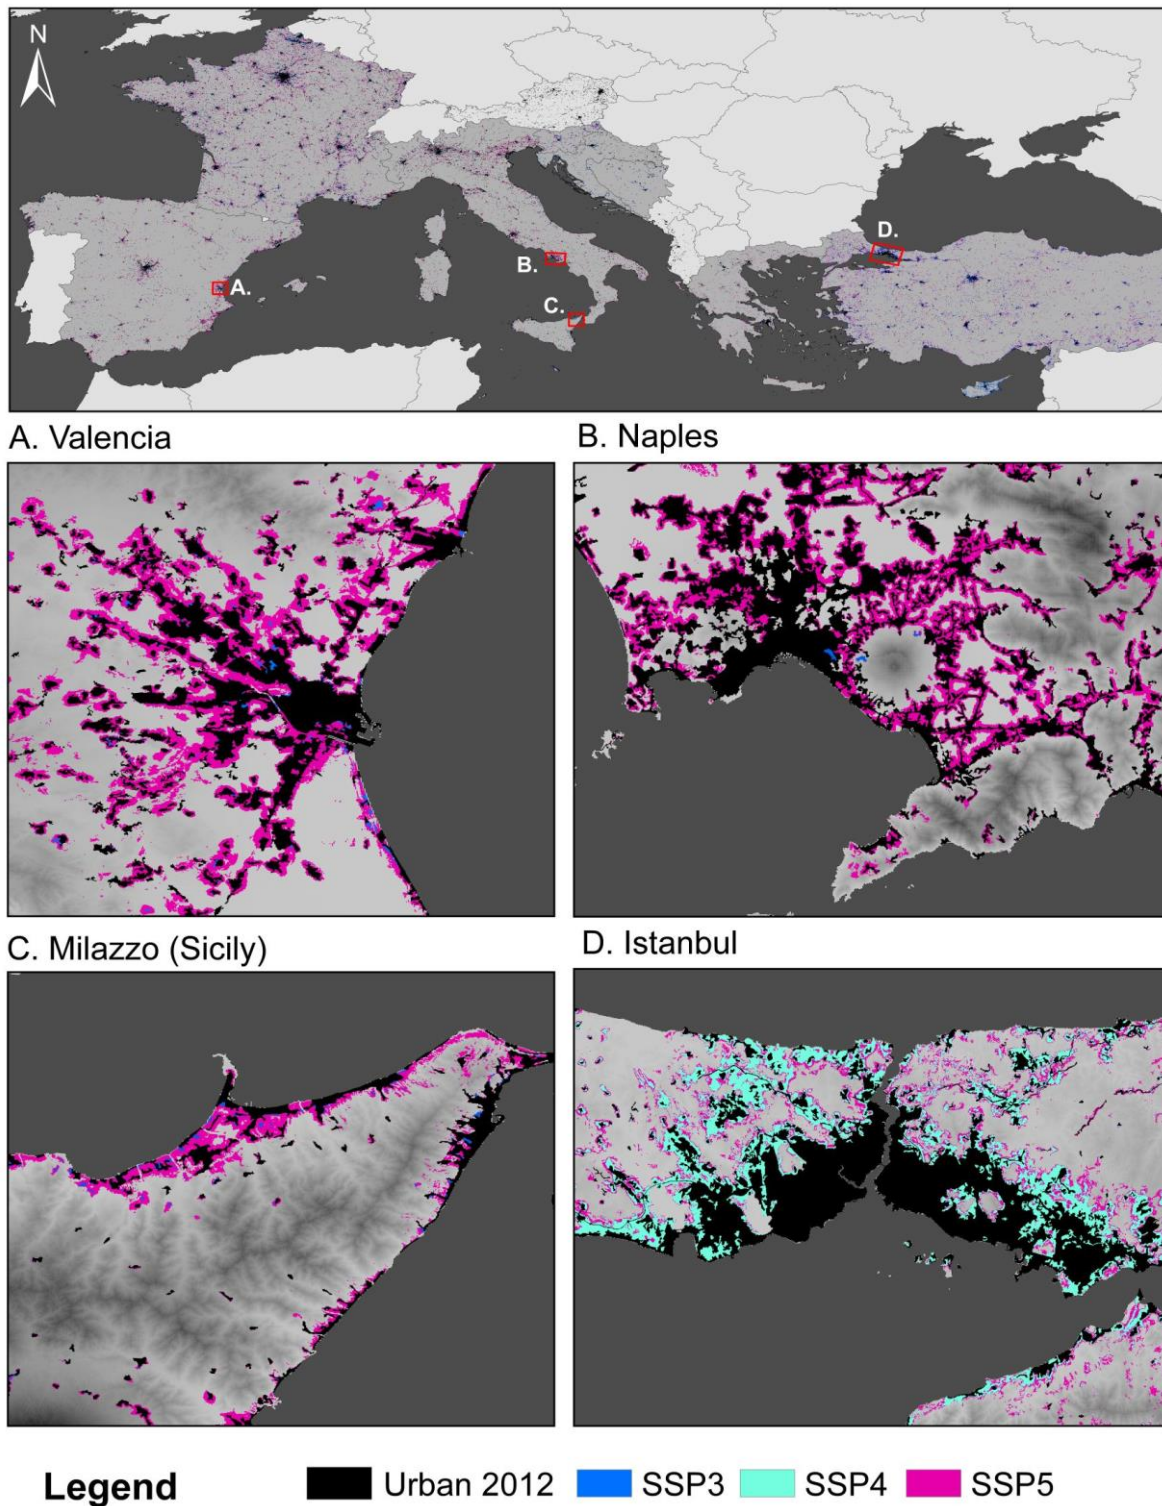 N
D.
B.
A.
C.
A. Valencia
B. Naples
C. Milazzo (Sicily)
D. Istanbul
Legend
Urban 2012
SSP3
SSP4
SSP5